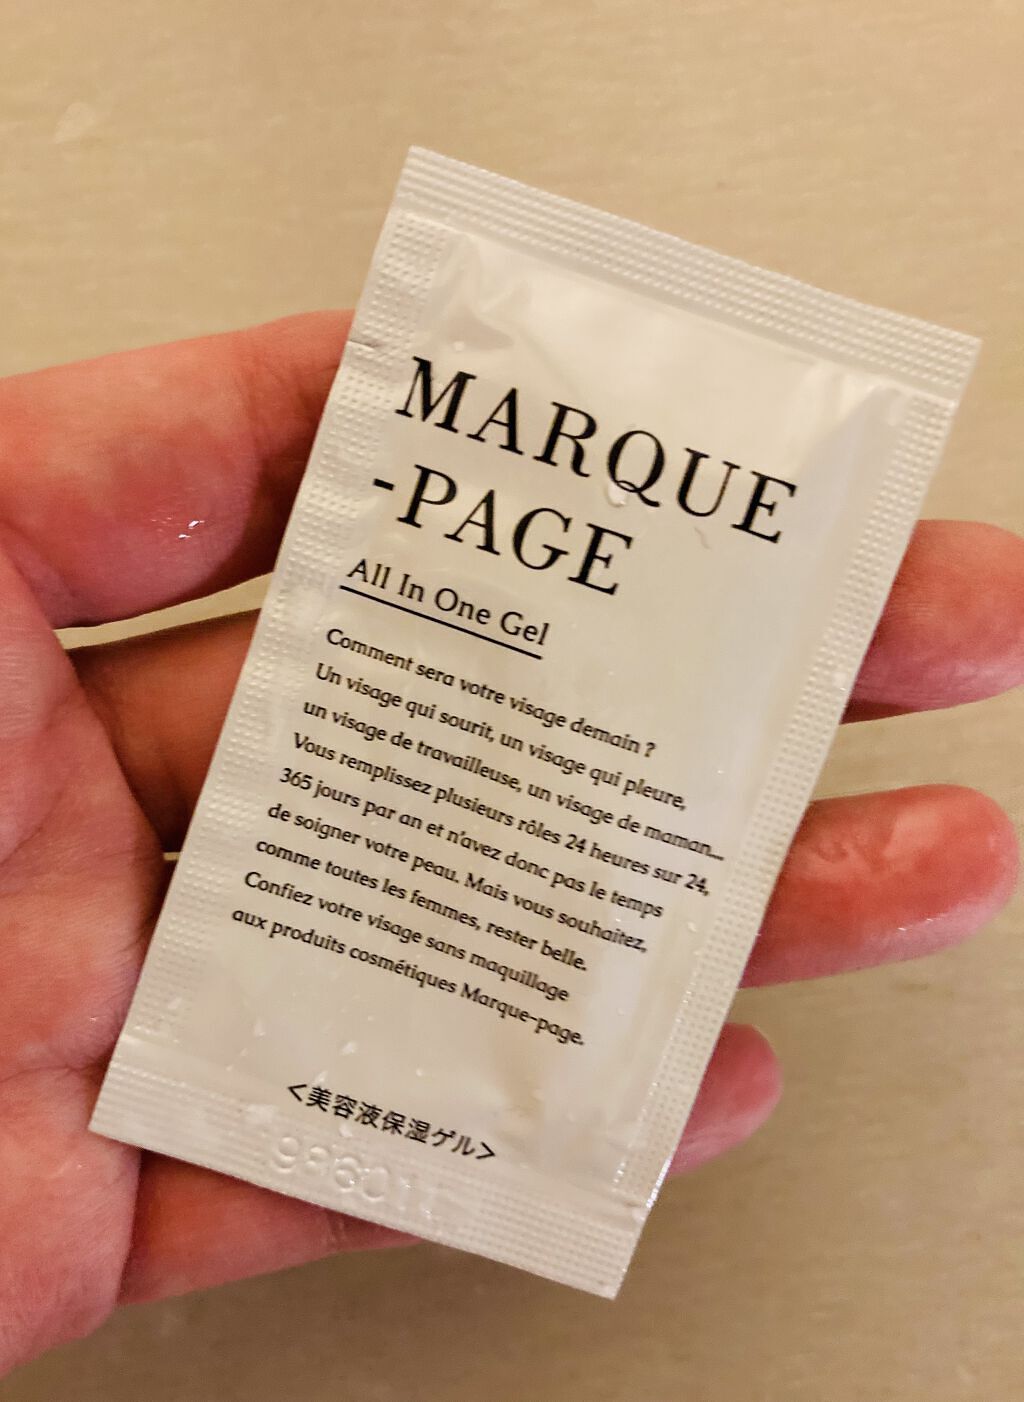 MARQUE
-PAGE
All In One Gel
Comment sera votre visage demain ?
Un visage qui sourit, un visage qui pleure,
un visage de travailleuse, un visage de maman...
Vous remplissez plusieurs rôles 24 heures sur 24,
365 jours par an et n'avez donc pas le temps
de soigner votre peau. Mais vous souhaitez,
comme toutes les femmes, rester belle.
Confiez votre visage sans maquillage
aux produits cosmétiques Marque-page.
<美容液保湿ゲル>